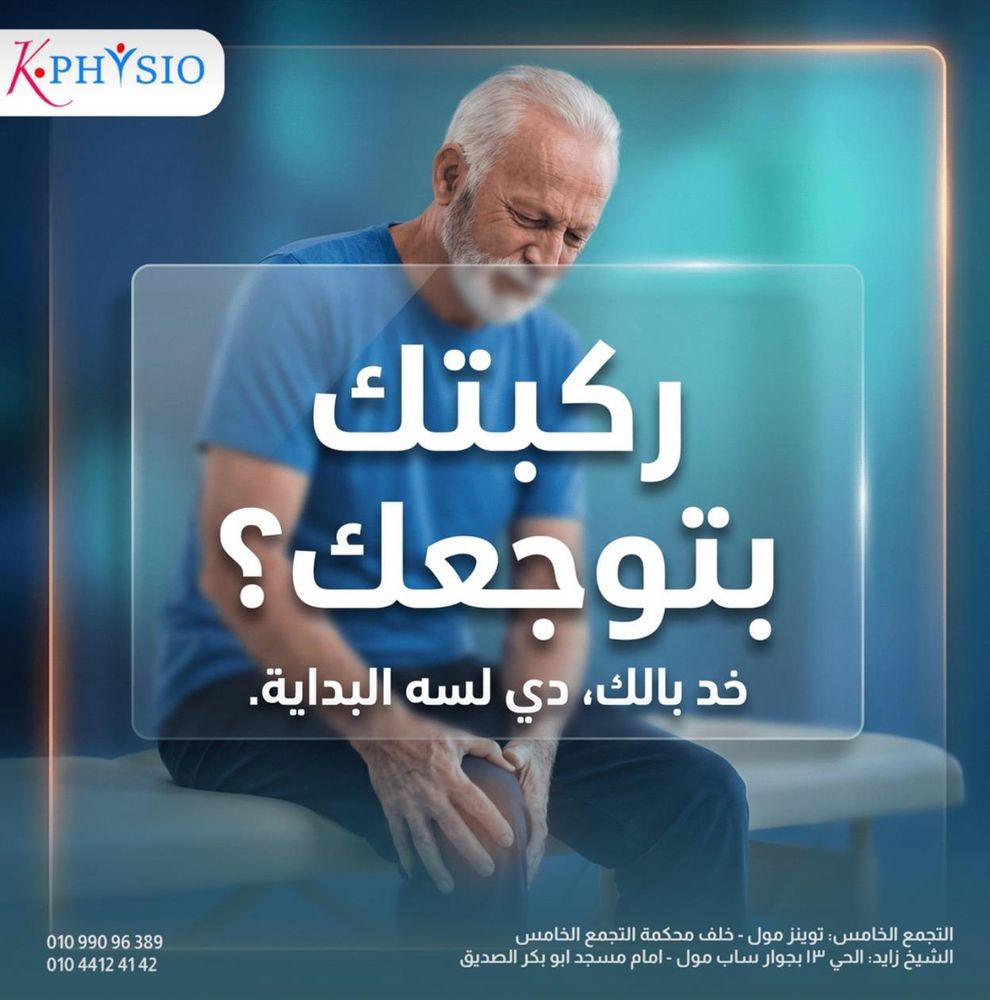 K·PHYSIO
ركبتك
بتوجعك؟
خد بالك، دي لسه البداية.
التجمع الخامس: توينز مول - خلف محكمة التجمع الخامس
الشيخ زايد: الحي ١٣ بجوار ساب مول - امام مسجد ابو بكر الصديق
010 990 96 389
010 4412 41 42